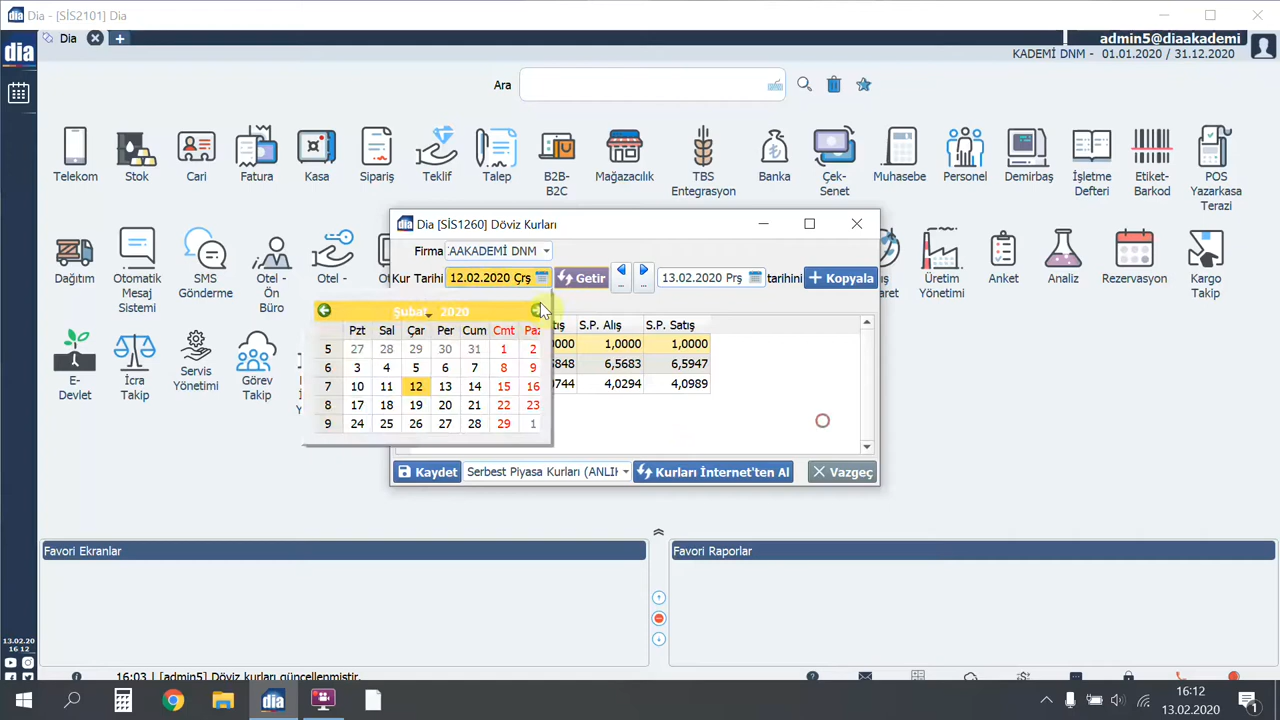 Dia - [SİS2101] Dia
dia
Dia
admin5@diaakademi
KADEMİ DNM - 01.01.2020 / 31.12.2020
Ara
Telekom
Stok
Cari
Fatura
Kasa
Sipariş
Teklif
Talep
B2B-
B2C
Mağazacılık
TBS
Entegrasyon
Banka
Çek-
Senet
Muhasebe
Personel
Demirbaş
İşletme
Defteri
Etiket-
Barkod
POS
Yazarkasa
Terazi
Dağıtım
Otomatik
Mesaj
Sistemi
SMS
Gönderme
Otel -
Ön
Büro
Otel -
Üretim
Yönetimi
Anket
Analiz
Rezervasyon
Kargo
Takip
E-
Devlet
İcra
Takip
Servis
Yönetimi
Görev
Takip
Dia [SİS1260] Döviz Kurları
Firma AAKADEMİ DNM
Kur Tarihi 12.02.2020 Çrş Getir ... ... 13.02.2020 Prş tarihini + Kopyala
Şubat 2020
Pzt Sal Çar Per Cum Cmt Paz
5 27 28 29 30 31 1 2
6 3 4 5 6 7 8 9
7 10 11 12 13 14 15 16
8 17 18 19 20 21 22 23
9 24 25 26 27 28 29 1
S.P. Alış S.P. Satış
0000 1,0000 1,0000
5848 6,5683 6,5947
0744 4,0294 4,0989
Kaydet Serbest Piyasa Kurları (ANLIK Kurları İnternet'ten Al Vazgeç
Favori Ekranlar
Favori Raporlar
13.02.20
16 12
16:03 | [admin5] Döviz kurları güncellenmiştir.
dia
16:12
13.02.2020
1